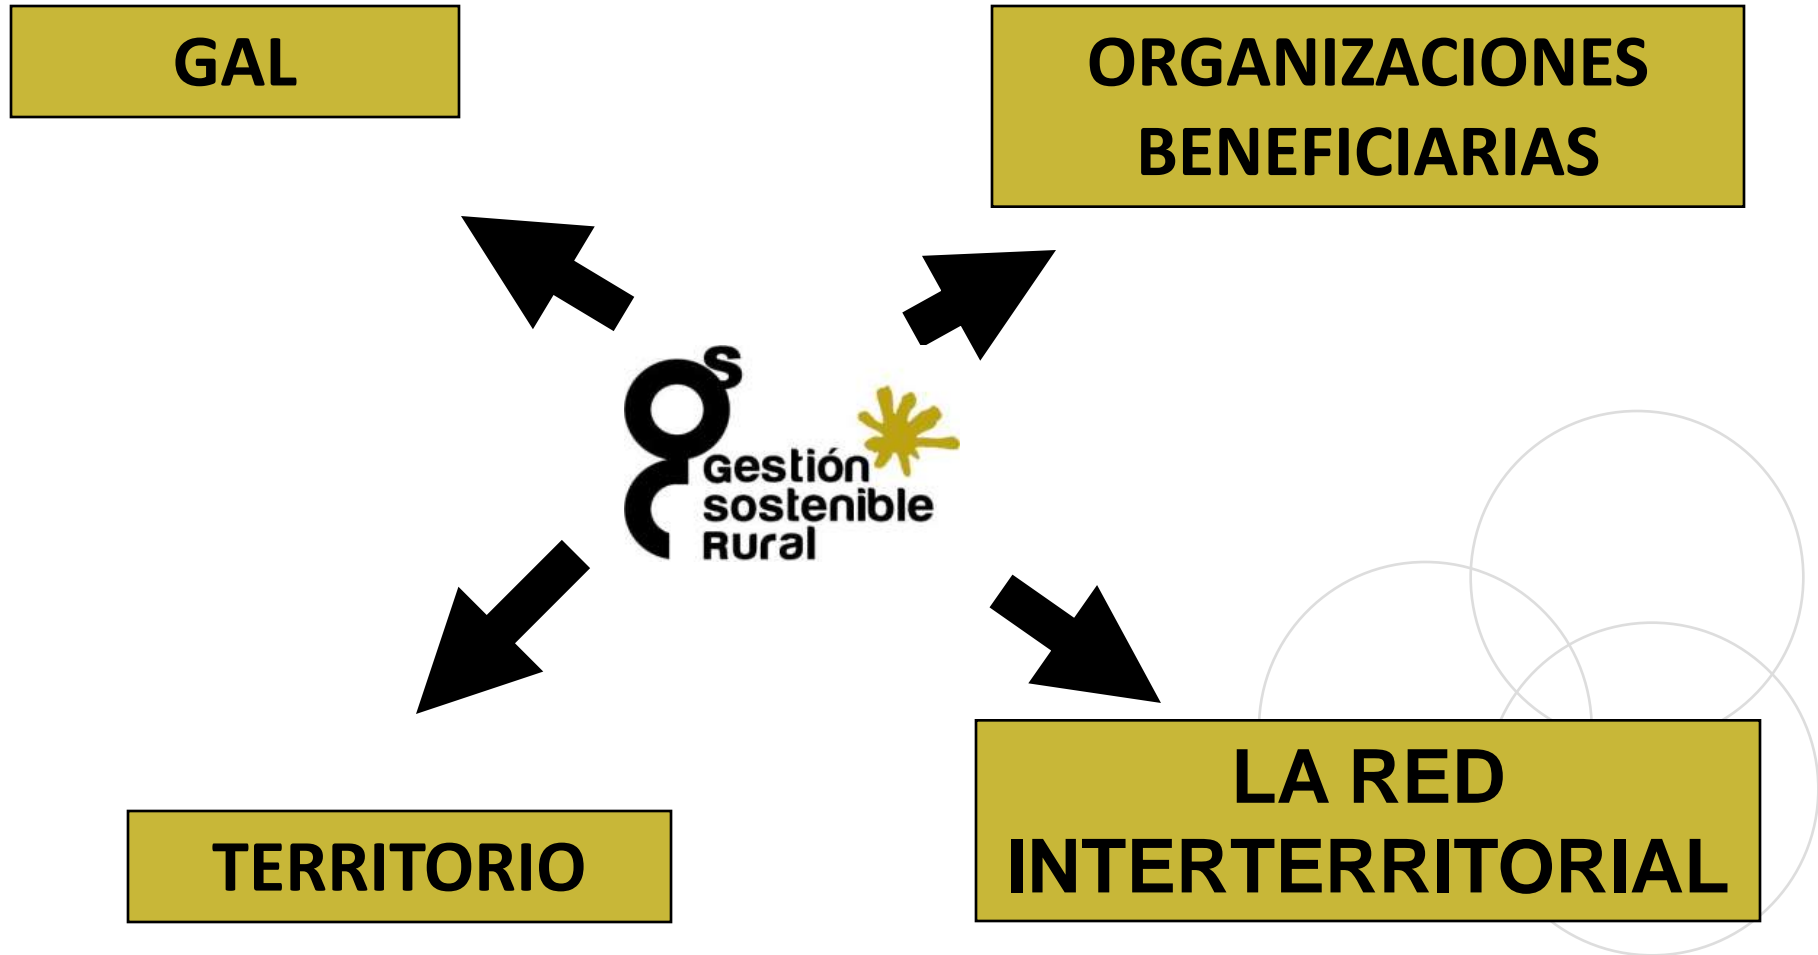 GAL
ORGANIZACIONES
BENEFICIARIAS
gs
Gestión
sostenible
Rural
TERRITORIO
LA RED
INTERTERRITORIAL